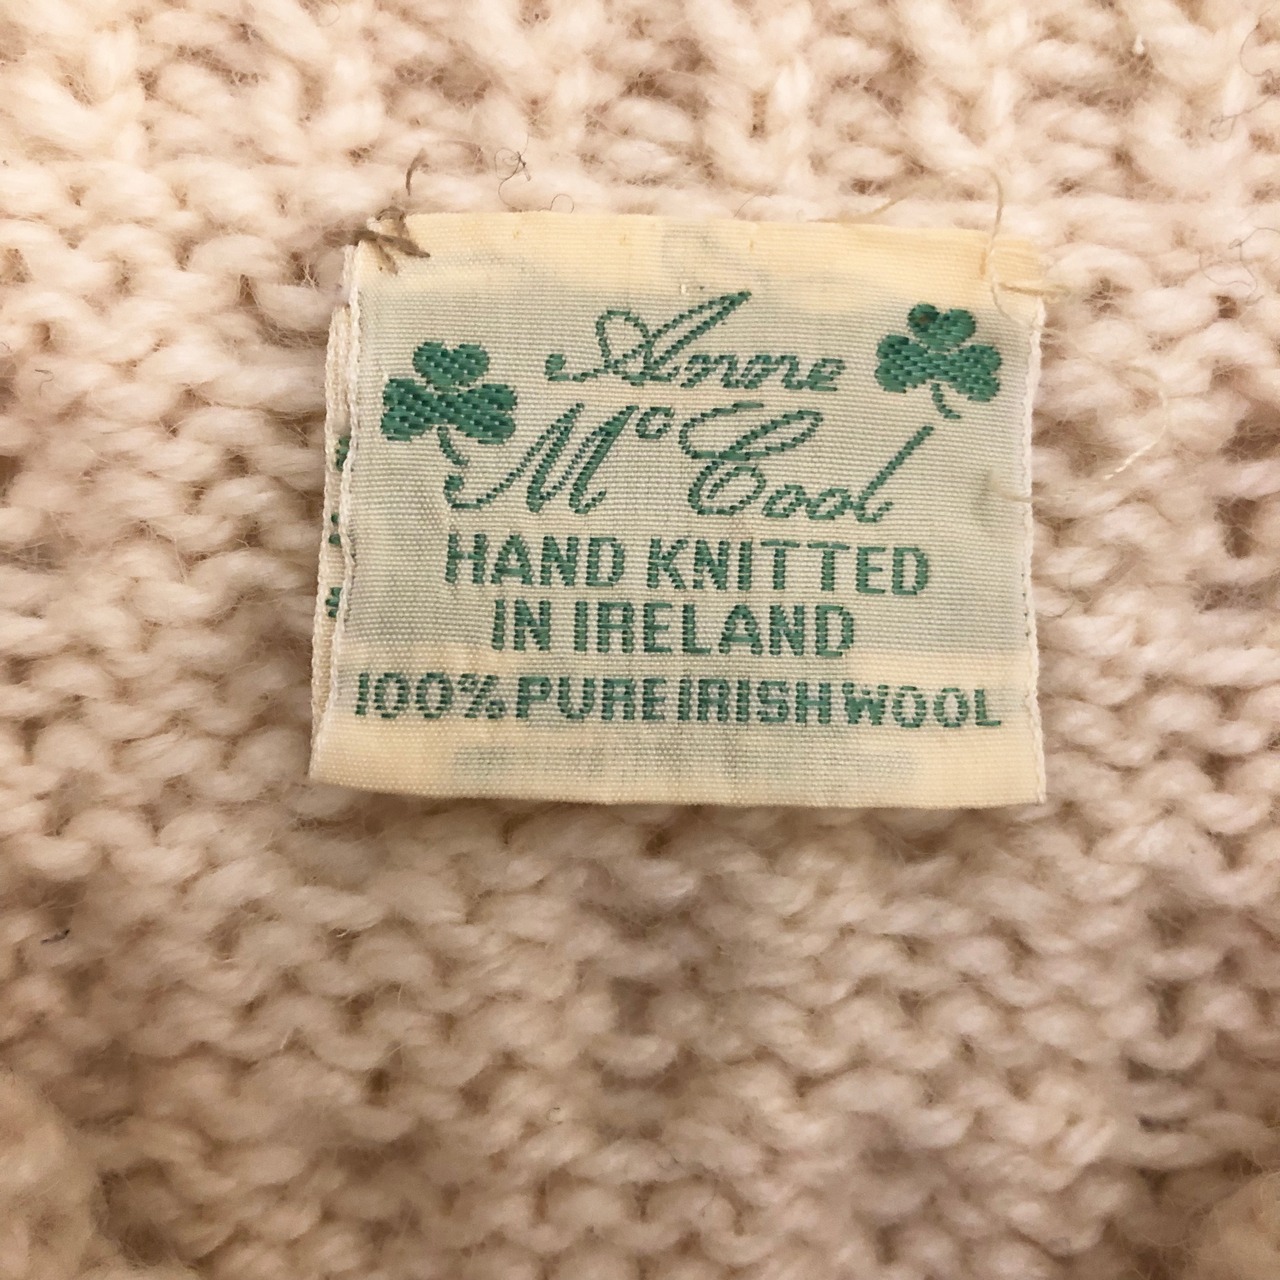 Anne
McCool
HAND KNITTED
IN IRELAND
100% PURE IRISH WOOL